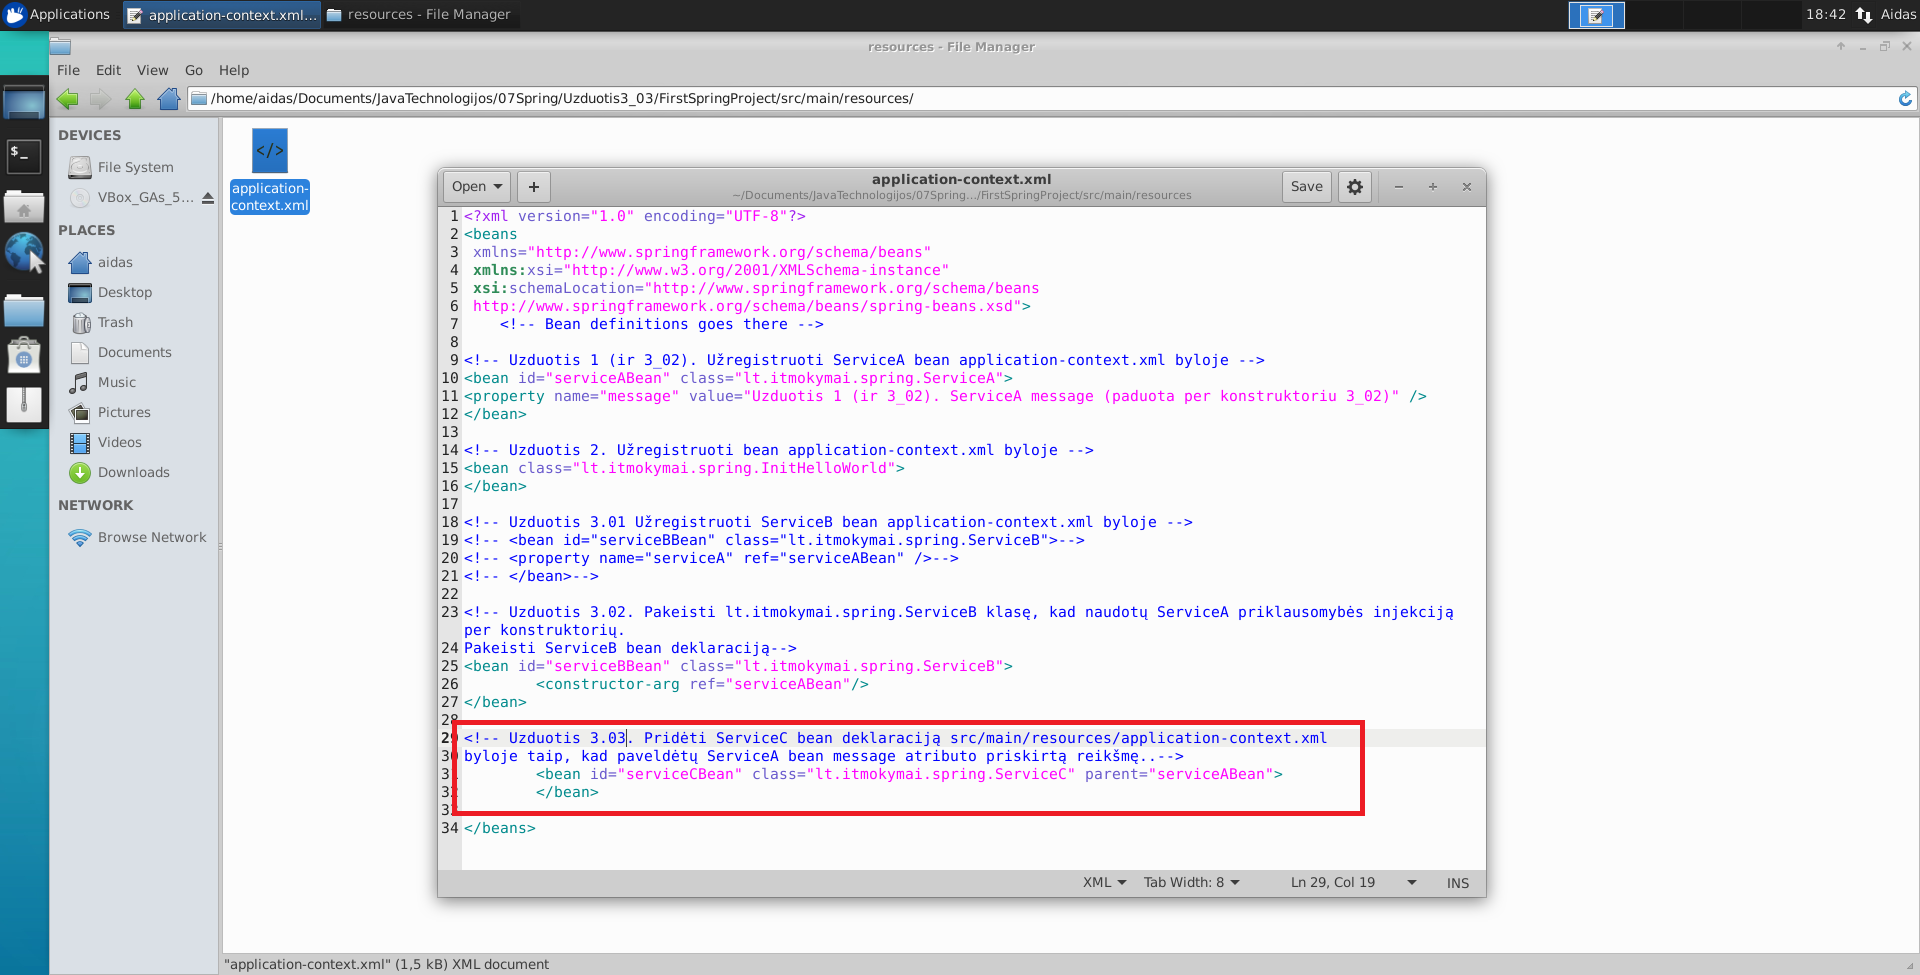 Applications
application-context.xml...
resources - File Manager
18:42
Aidas
resources - File Manager
File Edit View Go Help
/home/aidas/Documents/JavaTechnologijos/07Spring/Uzduotis3_03/FirstSpringProject/src/main/resources/
DEVICES
File System
VBox_GAs_5...
PLACES
aidas
Desktop
Trash
Documents
Music
Pictures
Videos
Downloads
NETWORK
Browse Network
</>
application-
context.xml
$_
Open
+
application-context.xml
~/Documents/JavaTechnologijos/07Spring.../FirstSpringProject/src/main/resources
Save
1 <?xml version="1.0" encoding="UTF-8"?>
2 <beans
3 xmlns="http://www.springframework.org/schema/beans"
4 xmlns:xsi="http://www.w3.org/2001/XMLSchema-instance"
5 xsi:schemaLocation="http://www.springframework.org/schema/beans
6 http://www.springframework.org/schema/beans/spring-beans.xsd">
7 <!-- Bean definitions goes there -->
8
9 <!-- Uzduotis 1 (ir 3_02). Užregistruoti ServiceA bean application-context.xml byloje -->
10 <bean id="serviceABean" class="lt.itmokymai.spring.ServiceA">
11 <property name="message" value="Uzduotis 1 (ir 3_02). ServiceA message (paduota per konstruktoriu 3_02)" />
12 </bean>
13
14 <!-- Uzduotis 2. Užregistruoti bean application-context.xml byloje -->
15 <bean class="lt.itmokymai.spring.InitHelloWorld">
16 </bean>
17
18 <!-- Uzduotis 3.01 Užregistruoti ServiceB bean application-context.xml byloje -->
19 <!-- <bean id="serviceBBean" class="lt.itmokymai.spring.ServiceB">-->
20 <!-- <property name="serviceA" ref="serviceABean" />-->
21 <!-- </bean>-->
22
23 <!-- Uzduotis 3.02. Pakeisti lt.itmokymai.spring.ServiceB klasę, kad naudotų ServiceA priklausomybės injekciją
per konstruktorių.
24 Pakeisti ServiceB bean deklaraciją-->
25 <bean id="serviceBBean" class="lt.itmokymai.spring.ServiceB">
26 <constructor-arg ref="serviceABean"/>
27 </bean>
28
29 <!-- Uzduotis 3.03. Pridėti ServiceC bean deklaraciją src/main/resources/application-context.xml
30 byloje taip, kad paveldėtų ServiceA bean message atributo priskirtą reikšmę..-->
31 <bean id="serviceCBean" class="lt.itmokymai.spring.ServiceC" parent="serviceABean">
32 </bean>
33
34 </beans>
XML Tab Width: 8 Ln 29, Col 19 INS
"application-context.xml" (1,5 kB) XML document